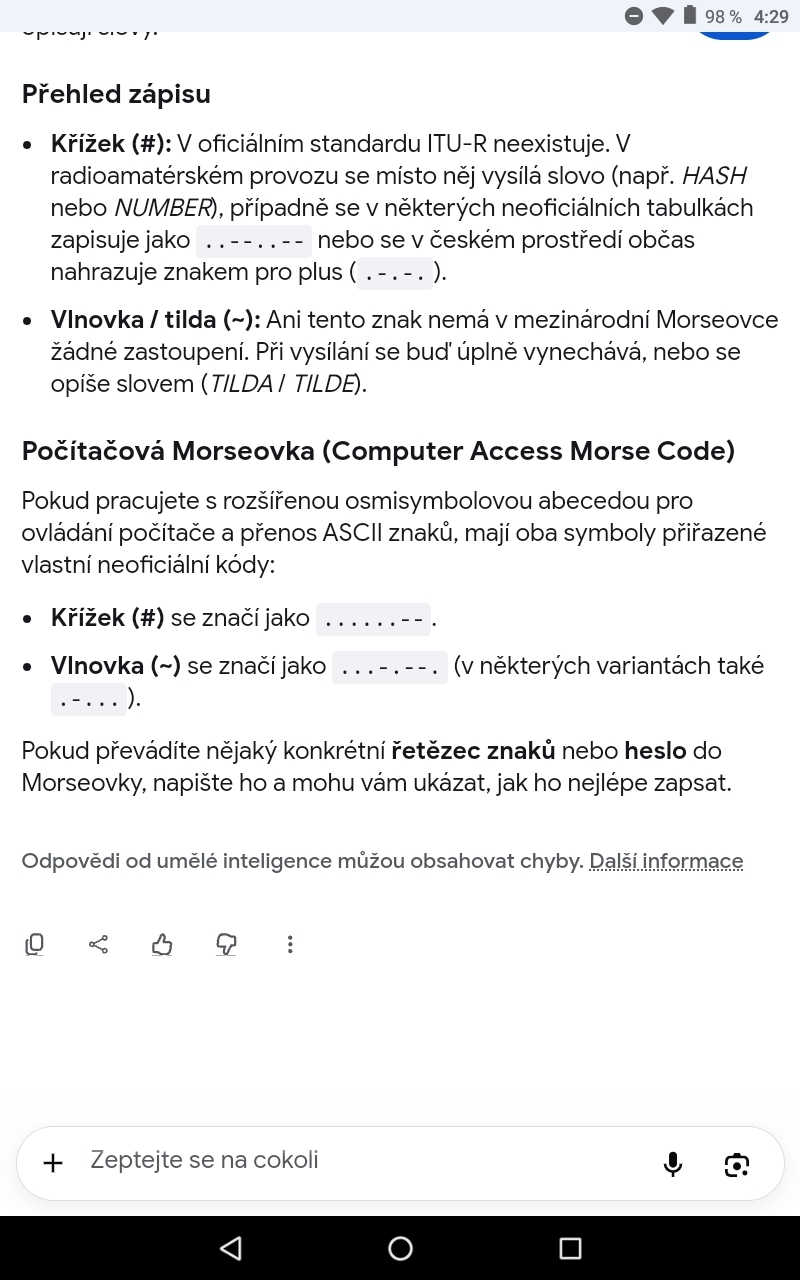 98 % 4:29
opisují slovy.
Přehled zápisu
• Křížek (#): V oficiálním standardu ITU-R neexistuje. V
radioamatérském provozu se místo něj vysílá slovo (např. HASH
nebo NUMBER), případně se v některých neoficiálních tabulkách
zapisuje jako ..--..-- nebo se v českém prostředí občas
nahrazuje znakem pro plus (.-.-.).
• Vlnovka / tilda (~): Ani tento znak nemá v mezinárodní Morseovce
žádné zastoupení. Při vysílání se buď úplně vynechává, nebo se
opíše slovem (TILDA / TILDE).
Počítačová Morseovka (Computer Access Morse Code)
Pokud pracujete s rozšířenou osmisymbolovou abecedou pro
ovládání počítače a přenos ASCII znaků, mají oba symboly přiřazené
vlastní neoficiální kódy:
• Křížek (#) se značí jako ......--.
• Vlnovka (~) se značí jako ...-.--. (v některých variantách také
.-...).
Pokud převádíte nějaký konkrétní řetězec znaků nebo heslo do
Morseovky, napište ho a mohu vám ukázat, jak ho nejlépe zapsat.
Odpovědi od umělé inteligence můžou obsahovat chyby. Další informace
Zeptejte se na cokoli